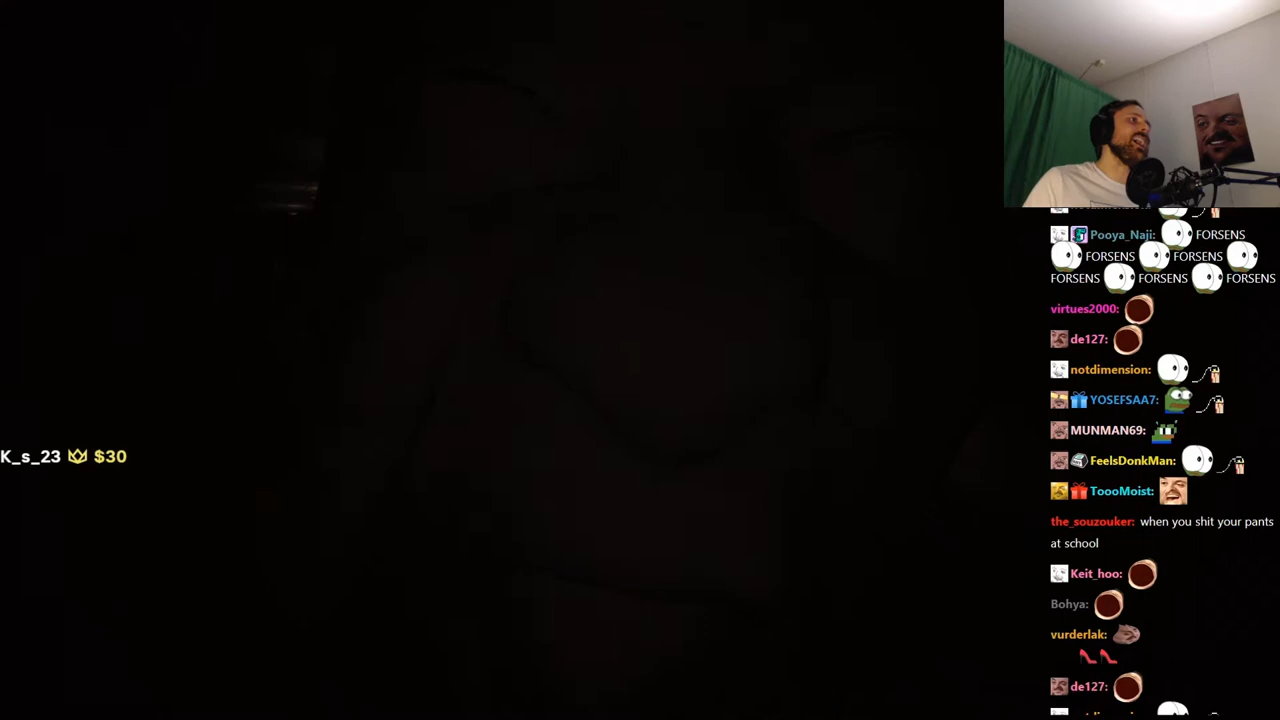 K_s_23 $30
Pooya_Naji: FORSENS
FORSENS FORSENS
FORSENS FORSENS FORSENS
virtues2000:
de127:
notdimension:
YOSEFSAA7:
MUNMAN69:
FeelsDonkMan:
ToooMoist:
the_souzouker: when you shit your pants
at school
Keit_hoo:
Bohya:
vurderlak:
de127: